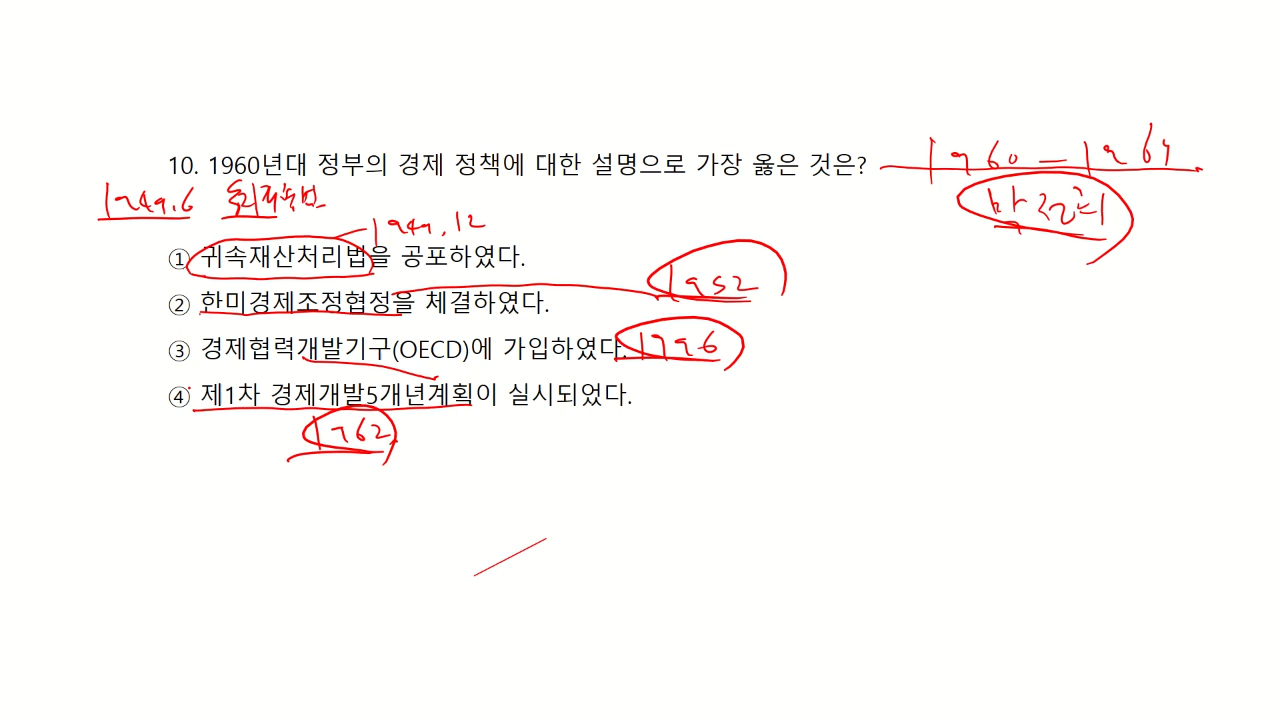 10. 1960년대 정부의 경제 정책에 대한 설명으로 가장 옳은 것은?
1960 – 1969
박정희
1949.6
1949.12
① 귀속재산처리법을 공포하였다.
1952
② 한미경제조정협정을 체결하였다.
③ 경제협력개발기구(OECD)에 가입하였다.
1996
④ 제1차 경제개발5개년계획이 실시되었다.
1962